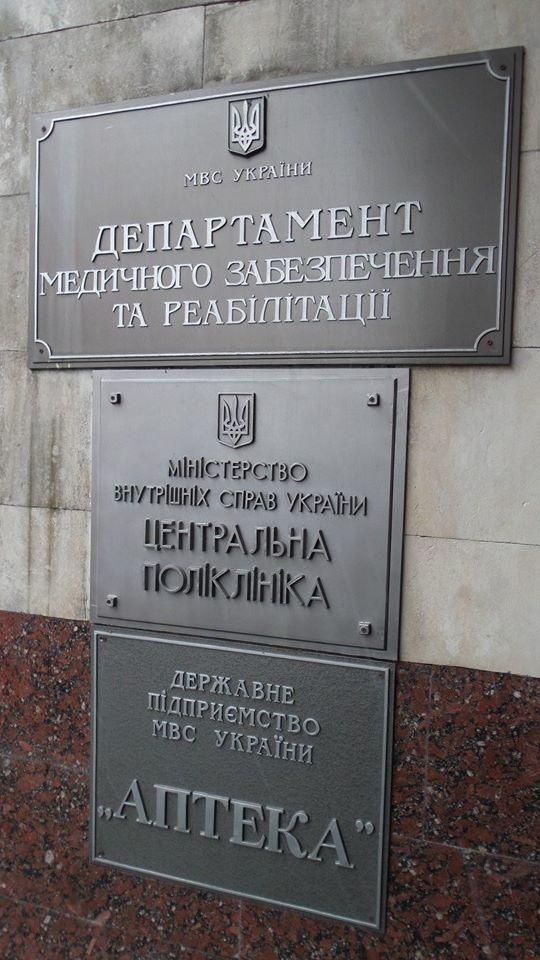 МВС УКРАЇНИ
ДЕПАРТАМЕНТ
МЕДИЧНОГО ЗАБЕЗПЕЧЕННЯ
ТА РЕАБІЛІТАЦІЇ
МІНІСТЕРСТВО
ВНУТРІШНІХ СПРАВ УКРАЇНИ
ЦЕНТРАЛЬНА
ПОЛІКЛІНІКА
ДЕРЖАВНЕ
ПІДПРИЄМСТВО
МВС УКРАЇНИ
„АПТЕКА”